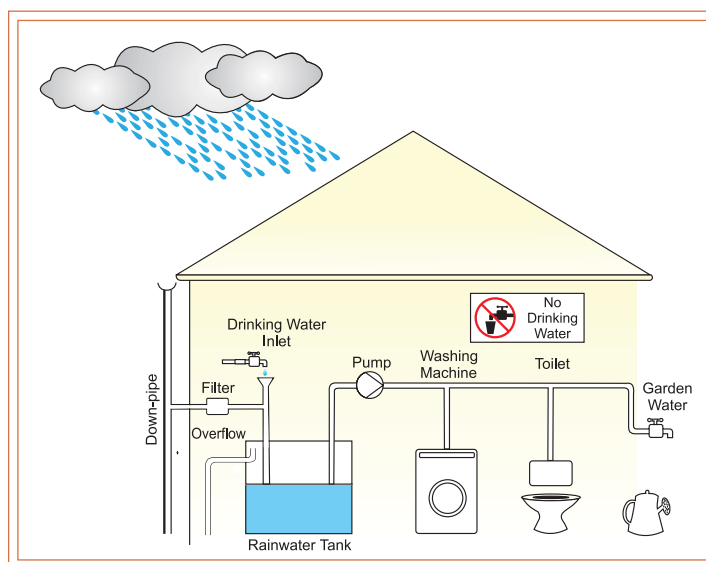 No
Drinking
Water
Drinking Water
Inlet
Pump
Washing
Machine
Toilet
Garden
Water
Filter
Down-pipe
Overflow
Rainwater Tank